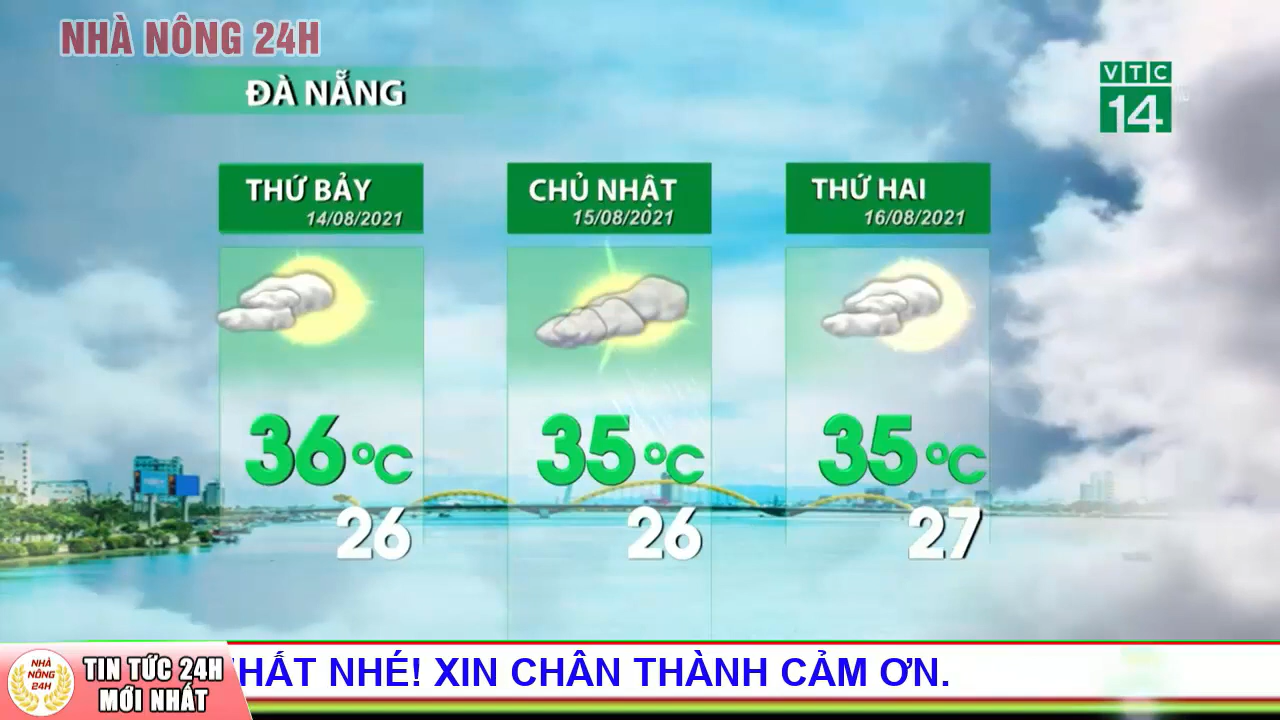 NHÀ NÔNG 24H
ĐÀ NẴNG
VTC
14
THỨ BẢY
14/08/2021
CHỦ NHẬT
15/08/2021
THỨ HAI
16/08/2021
36°C
35°C
35°C
26
26
27
NHÀ
NÔNG
24H
TIN TỨC 24H
MỚI NHẤT
HẤT NHÉ! XIN CHÂN THÀNH CẢM ƠN.